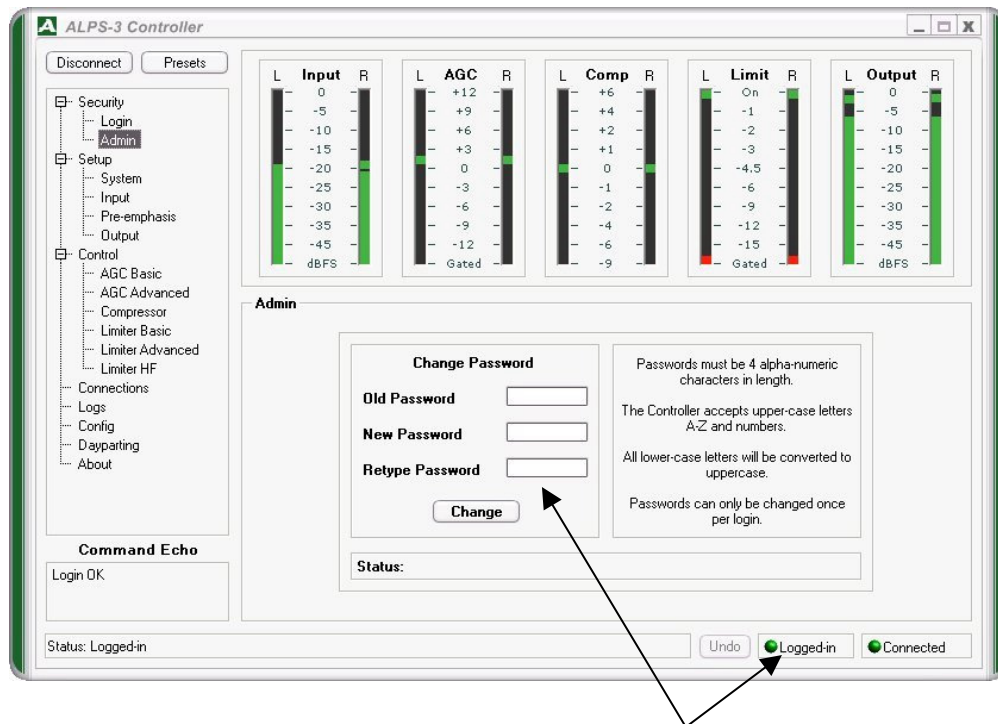 ALPS-3 Controller
Disconnect Presets
Security
Login
Admin
Setup
System
Input
Pre-emphasis
Output
Control
AGC Basic
AGC Advanced
Compressor
Limiter Basic
Limiter Advanced
Limiter HF
Connections
Logs
Config
Dayparting
About
Command Echo
Login OK
L Input R
0
-5
-10
-15
-20
-25
-30
-35
-45
dBFS
L AGC R
+12
+9
+6
+3
0
-3
-6
-9
-12
Gated
L Comp R
+6
+4
+2
+1
0
-1
-2
-4
-6
-9
L Limit R
On
-1
-2
-3
-4.5
-6
-9
-12
-15
Gated
L Output R
0
-5
-10
-15
-20
-25
-30
-35
-45
dBFS
Admin
Change Password
Old Password
New Password
Retype Password
Change
Passwords must be 4 alpha-numeric
characters in length.
The Controller accepts upper-case letters
A-Z and numbers.
All lower-case letters will be converted to
uppercase.
Passwords can only be changed once
per login.
Status:
Status: Logged-in
Undo
Logged-in
Connected